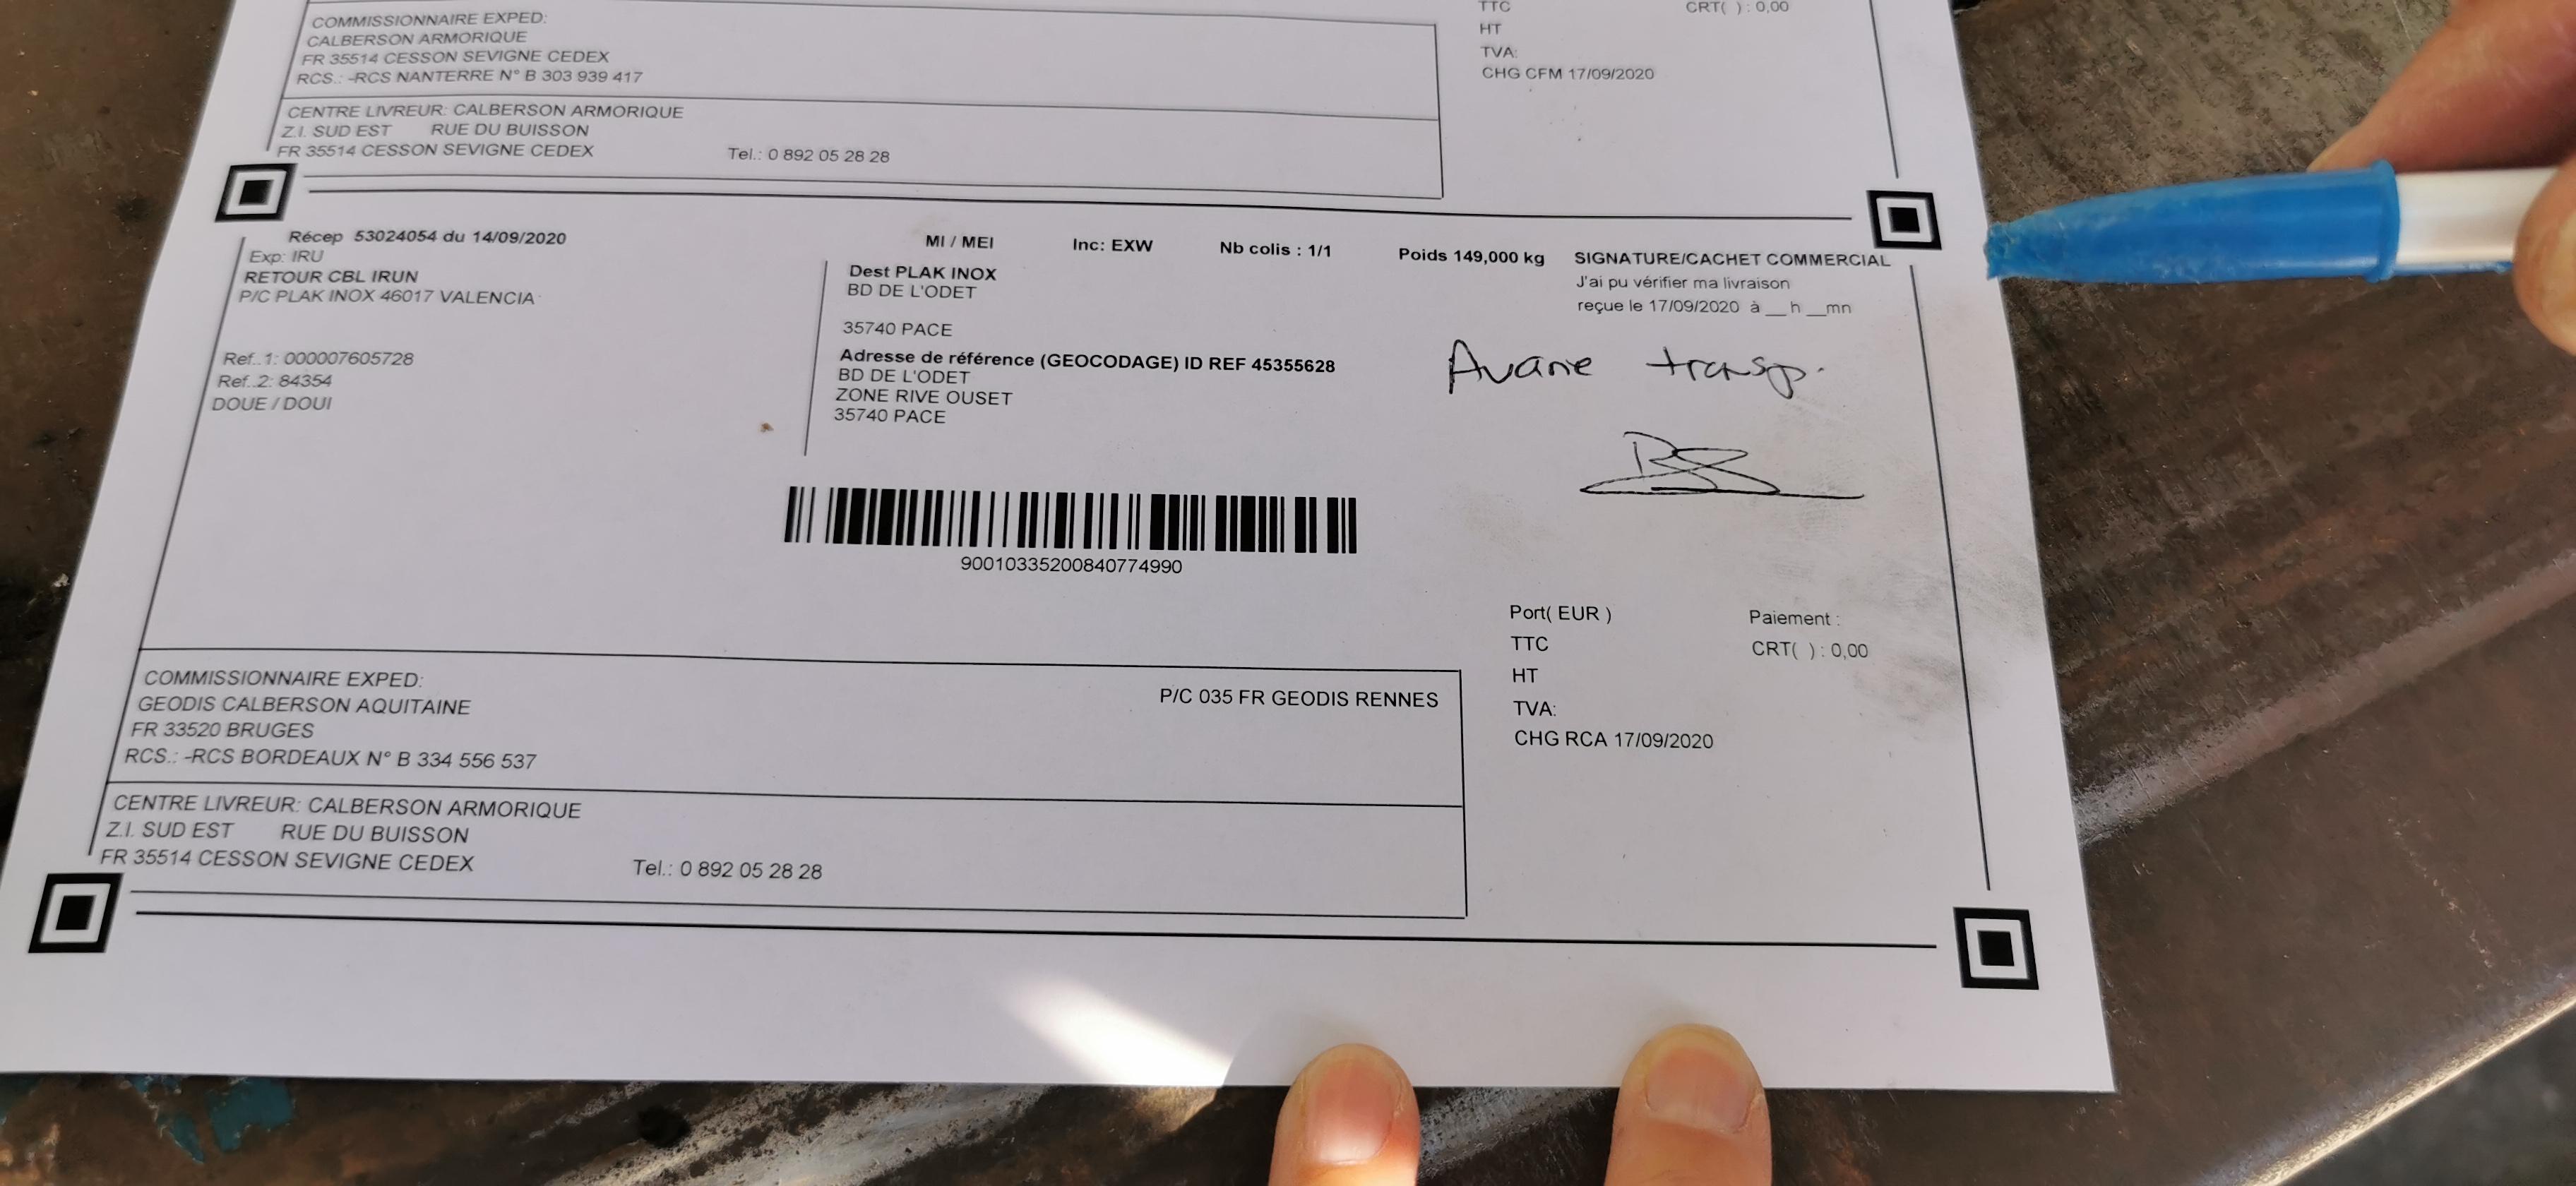 COMMISSIONNAIRE EXPED:
CALBERSON ARMORIQUE
FR 35514 CESSON SEVIGNE CEDEX
RCS.: -RCS NANTERRE N° B 303 939 417
TTC CRT( ) : 0,00
HT
TVA:
CHG CFM 17/09/2020
CENTRE LIVREUR: CALBERSON ARMORIQUE
Z.I. SUD EST RUE DU BUISSON
FR 35514 CESSON SEVIGNE CEDEX Tel.: 0 892 05 28 28
Récep 53024054 du 14/09/2020 MI / MEI Inc: EXW Nb colis : 1/1 Poids 149,000 kg
Exp: IRU
RETOUR CBL IRUN
P/C PLAK INOX 46017 VALENCIA
Ref..1: 000007605728
Ref..2: 84354
DOUE / DOUI
Dest PLAK INOX
BD DE L'ODET
35740 PACE
Adresse de référence (GEOCODAGE) ID REF 45355628
BD DE L'ODET
ZONE RIVE OUSET
35740 PACE
SIGNATURE/CACHET COMMERCIAL
J'ai pu vérifier ma livraison
reçue le 17/09/2020 à __ h __mn
Avarie transp.
90010335200840774990
Port( EUR ) Paiement :
TTC CRT( ) : 0,00
HT
TVA:
CHG RCA 17/09/2020
COMMISSIONNAIRE EXPED:
GEODIS CALBERSON AQUITAINE
FR 33520 BRUGES
RCS.: -RCS BORDEAUX N° B 334 556 537
P/C 035 FR GEODIS RENNES
CENTRE LIVREUR: CALBERSON ARMORIQUE
Z.I. SUD EST RUE DU BUISSON
FR 35514 CESSON SEVIGNE CEDEX Tel.: 0 892 05 28 28